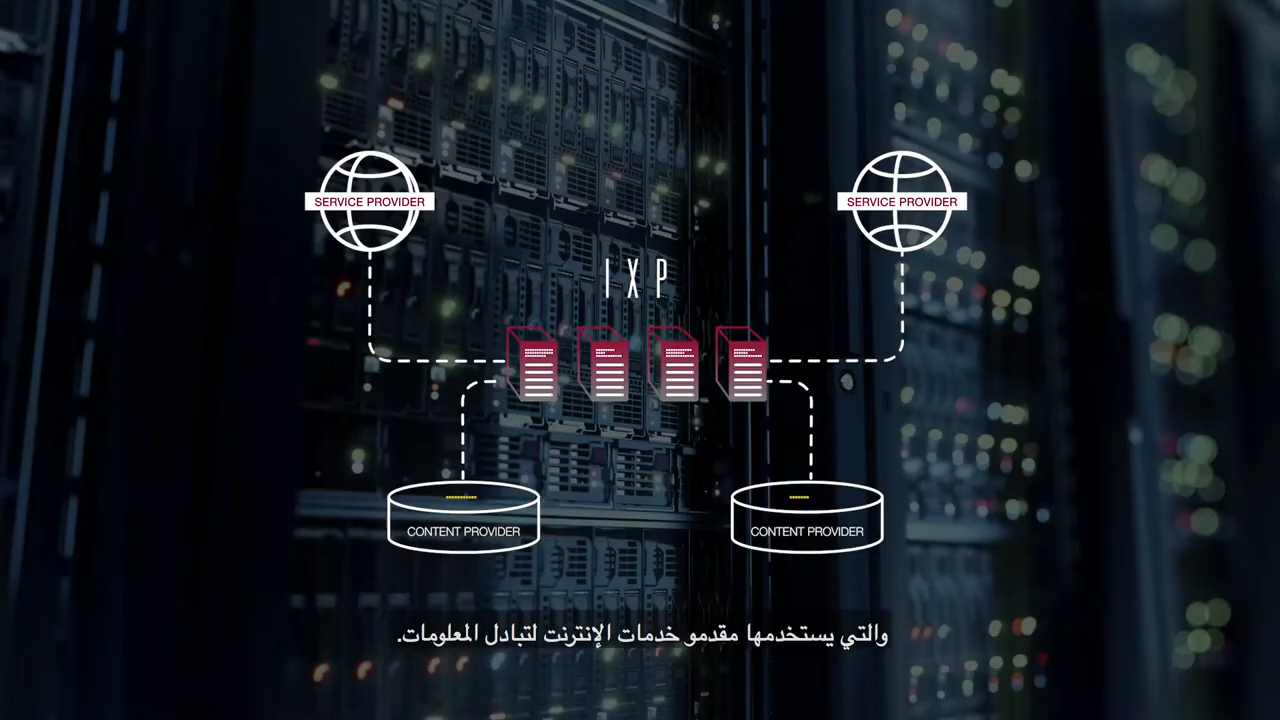 SERVICE PROVIDER
SERVICE PROVIDER
IXP
CONTENT PROVIDER
CONTENT PROVIDER
والتي يستخدمها مقدمو خدمات الإنترنت لتبادل المعلومات.